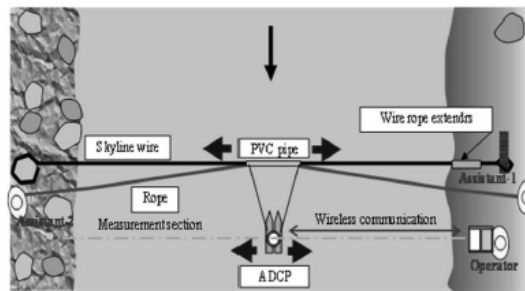 Wire rope extendrs
Skyline wire
PVC pipe
Assistant-1
Assistant-2
Rope
Measurement section
Wireless communication
Operator
ADCP